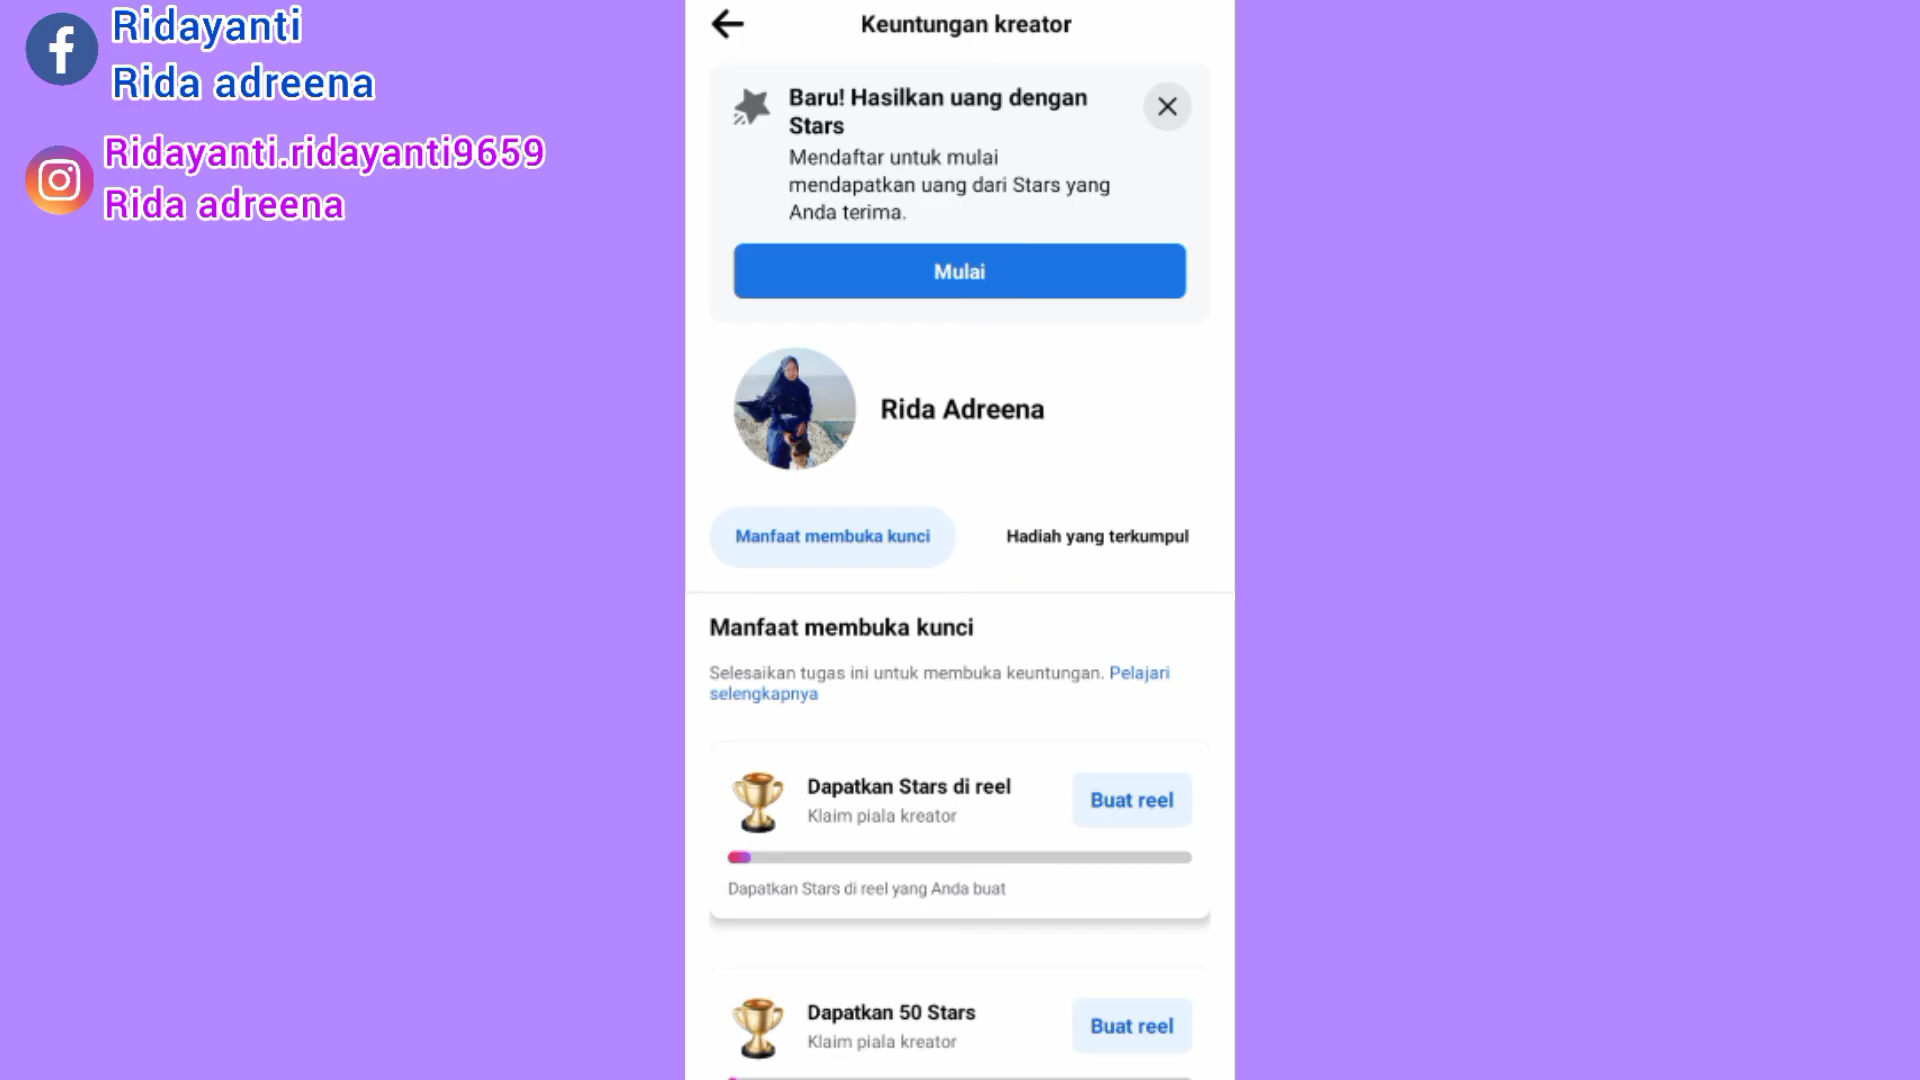 Ridayanti
Rida adreena
Ridayanti.ridayanti9659
Rida adreena
Keuntungan kreator
Baru! Hasilkan uang dengan
Stars
Mendaftar untuk mulai
mendapatkan uang dari Stars yang
Anda terima.
Mulai
Rida Adreena
Manfaat membuka kunci
Hadiah yang terkumpul
Manfaat membuka kunci
Selesaikan tugas ini untuk membuka keuntungan. Pelajari
selengkapnya
Dapatkan Stars di reel
Klaim piala kreator
Buat reel
Dapatkan Stars di reel yang Anda buat
Dapatkan 50 Stars
Klaim piala kreator
Buat reel